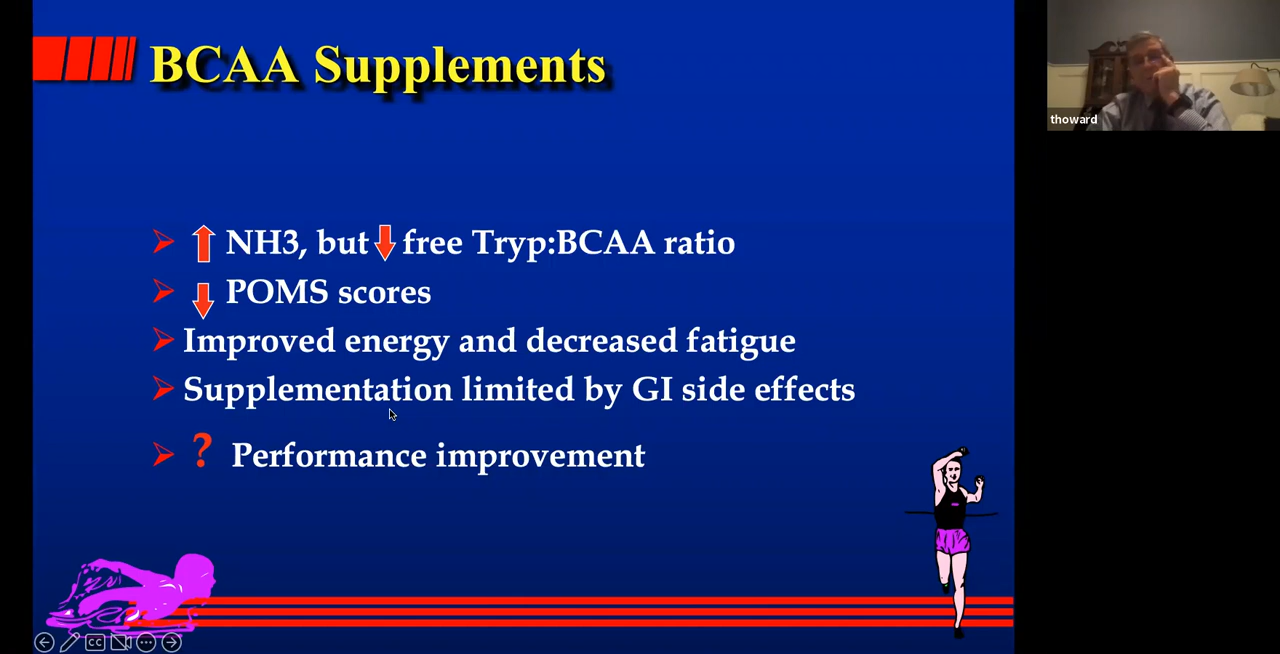 BCAA Supplements
thoward
NH3, but free Tryp:BCAA ratio
POMS scores
Improved energy and decreased fatigue
Supplementation limited by GI side effects
? Performance improvement
CC